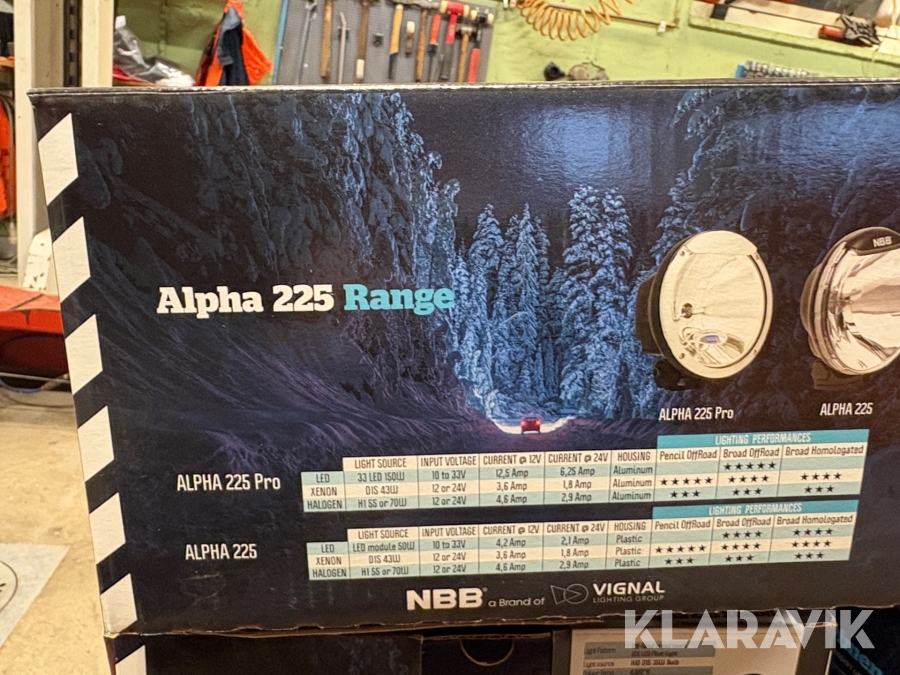 NBB
Alpha 225 Range
ALPHA 225 Pro
ALPHA 225
LIGHTING PERFORMANCES
LIGHT SOURCE INPUT VOLTAGE CURRENT @ 12V CURRENT @ 24V HOUSING Pencil OffRoad Broad OffRoad Broad Homologated
ALPHA 225 Pro
LED 33 LED 150W 10 to 33V 12,5 Amp 6,25 Amp Aluminum ★★★★★
XENON D1S 43W 12 or 24V 3,6 Amp 1,8 Amp Aluminum ★★★★★ ★★★★ ★★★★
HALOGEN H1 55 or 70W 12 or 24V 4,6 Amp 2,9 Amp Aluminum ★★★ ★★★ ★★★
LIGHTING PERFORMANCES
LIGHT SOURCE INPUT VOLTAGE CURRENT @ 12V CURRENT @ 24V HOUSING Pencil OffRoad Broad OffRoad Broad Homologated
ALPHA 225
LED LED module 50W 10 to 33V 4,2 Amp 2,1 Amp Plastic ★★★★ ★★★★
XENON D1S 43W 12 or 24V 3,6 Amp 1,8 Amp Plastic ★★★★★ ★★★★ ★★★★
HALOGEN H1 55 or 70W 12 or 24V 4,6 Amp 2,9 Amp Plastic ★★★ ★★ ★★★
NBB® a Brand of VIGNAL
LIGHTING GROUP
KLARAVIK
Light source